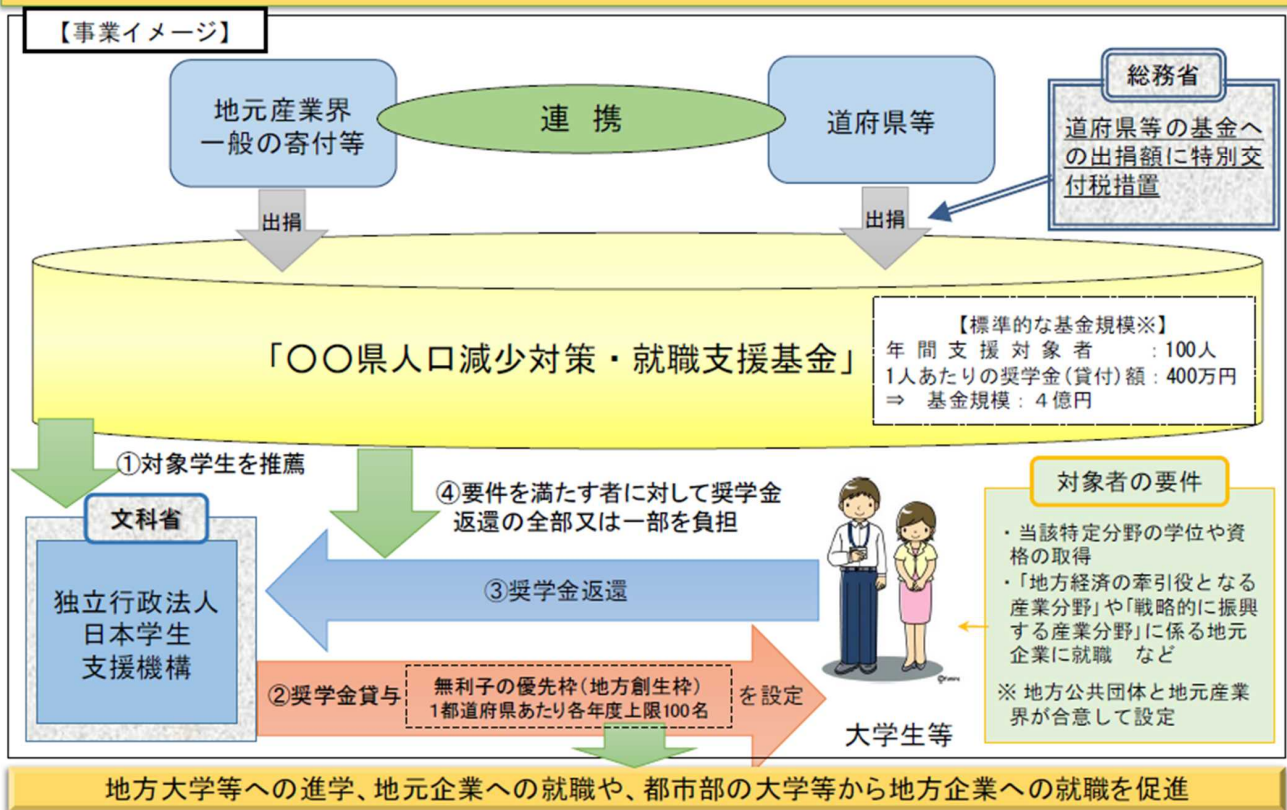 【事業イメージ】
地元産業界
一般の寄付等
連 携
道府県等
総務省
道府県等の基金へ
の出捐額に特別交
付税措置
出捐
出捐
「〇〇県人口減少対策・就職支援基金」
【標準的な基金規模※】
年間支援対象者 :100人
1人あたりの奨学金(貸付)額:400万円
⇒ 基金規模:4億円
①対象学生を推薦
④要件を満たす者に対して奨学金
返還の全部又は一部を負担
文科省
独立行政法人
日本学生
支援機構
③奨学金返還
②奨学金貸与
無利子の優先枠(地方創生枠)
1都道府県あたり各年度上限100名
を設定
大学生等
対象者の要件
・当該特定分野の学位や資
格の取得
・「地方経済の牽引役となる
産業分野」や「戦略的に振興
する産業分野」に係る地元
企業に就職 など
※ 地方公共団体と地元産業
界が合意して設定
地方大学等への進学、地元企業への就職や、都市部の大学等から地方企業への就職を促進